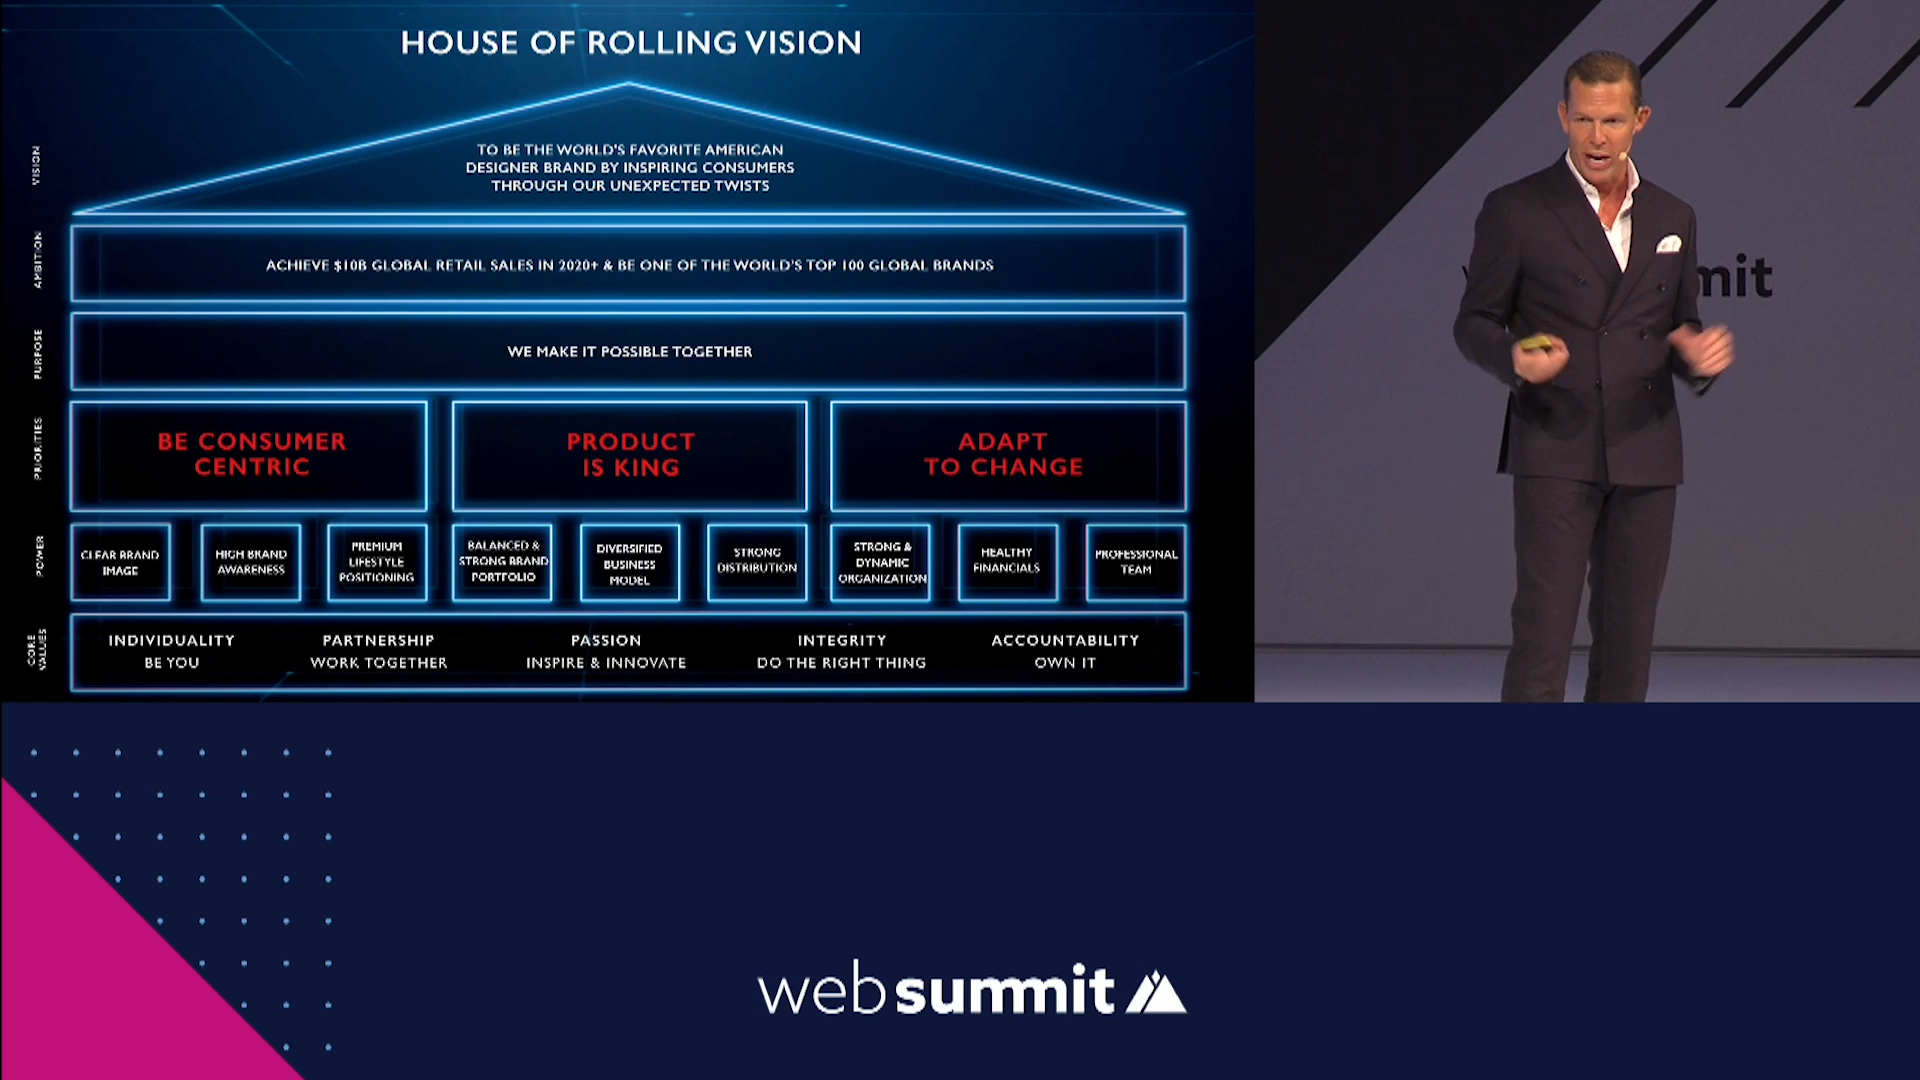 HOUSE OF ROLLING VISION
VISION
TO BE THE WORLD'S FAVORITE AMERICAN
DESIGNER BRAND BY INSPIRING CONSUMERS
THROUGH OUR UNEXPECTED TWISTS
AMBITION
ACHIEVE $10B GLOBAL RETAIL SALES IN 2020+ & BE ONE OF THE WORLD'S TOP 100 GLOBAL BRANDS
PURPOSE
WE MAKE IT POSSIBLE TOGETHER
PRIORITIES
BE CONSUMER
CENTRIC
PRODUCT
IS KING
ADAPT
TO CHANGE
POWER
CLEAR BRAND
IMAGE
HIGH BRAND
AWARENESS
PREMIUM
LIFESTYLE
POSITIONING
BALANCED &
STRONG BRAND
PORTFOLIO
DIVERSIFIED
BUSINESS
MODEL
STRONG
DISTRIBUTION
STRONG &
DYNAMIC
ORGANIZATION
HEALTHY
FINANCIALS
PROFESSIONAL
TEAM
CORE
VALUES
INDIVIDUALITY
BE YOU
PARTNERSHIP
WORK TOGETHER
PASSION
INSPIRE & INNOVATE
INTEGRITY
DO THE RIGHT THING
ACCOUNTABILITY
OWN IT
mit
web summit